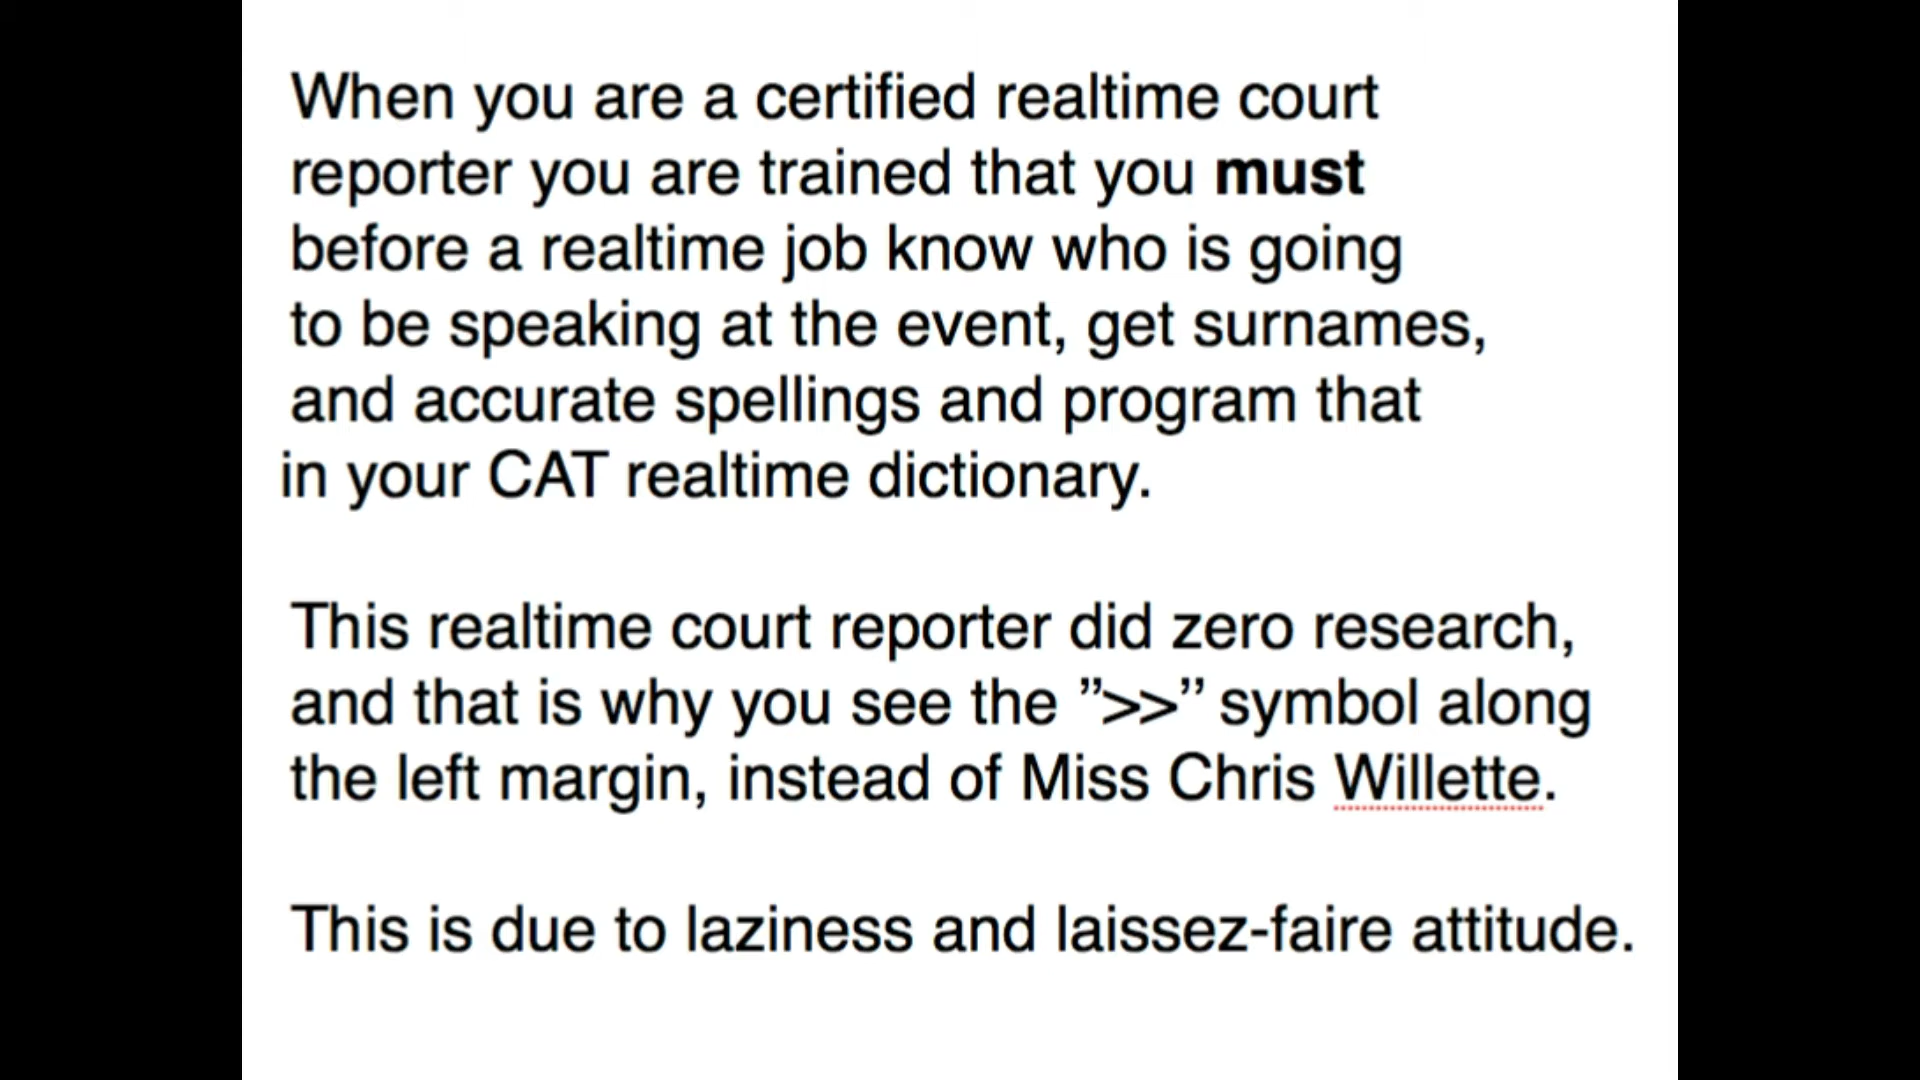 When you are a certified realtime court
reporter you are trained that you must
before a realtime job know who is going
to be speaking at the event, get surnames,
and accurate spellings and program that
in your CAT realtime dictionary.
This realtime court reporter did zero research,
and that is why you see the ”>>” symbol along
the left margin, instead of Miss Chris Willette.
This is due to laziness and laissez-faire attitude.